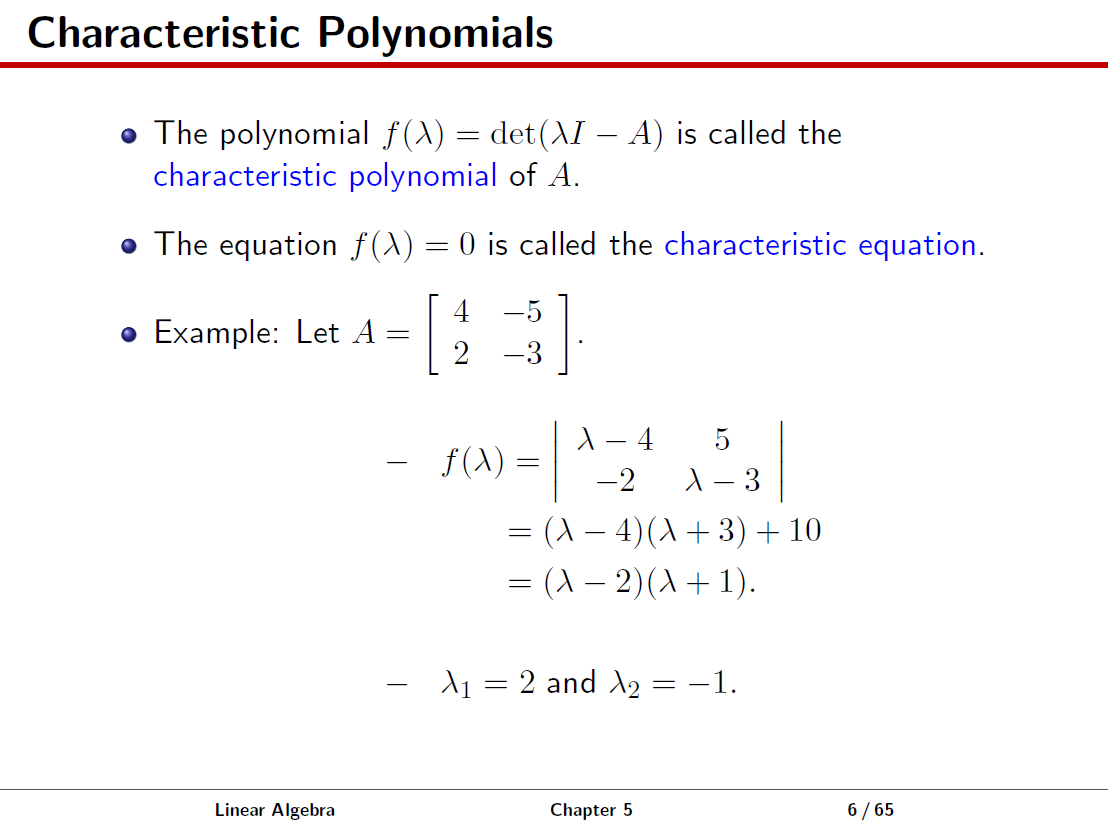 Characteristic Polynomials
The polynomial f(λ) = det(λI − A) is called the
characteristic polynomial of A.
The equation f(λ) = 0 is called the characteristic equation.
Example: Let A = [ 4 −5
2 −3 ].
− f(λ) = | λ − 4 5
−2 λ − 3 |
= (λ − 4)(λ + 3) + 10
= (λ − 2)(λ + 1).
− λ₁ = 2 and λ₂ = −1.
Linear Algebra Chapter 5 6 / 65